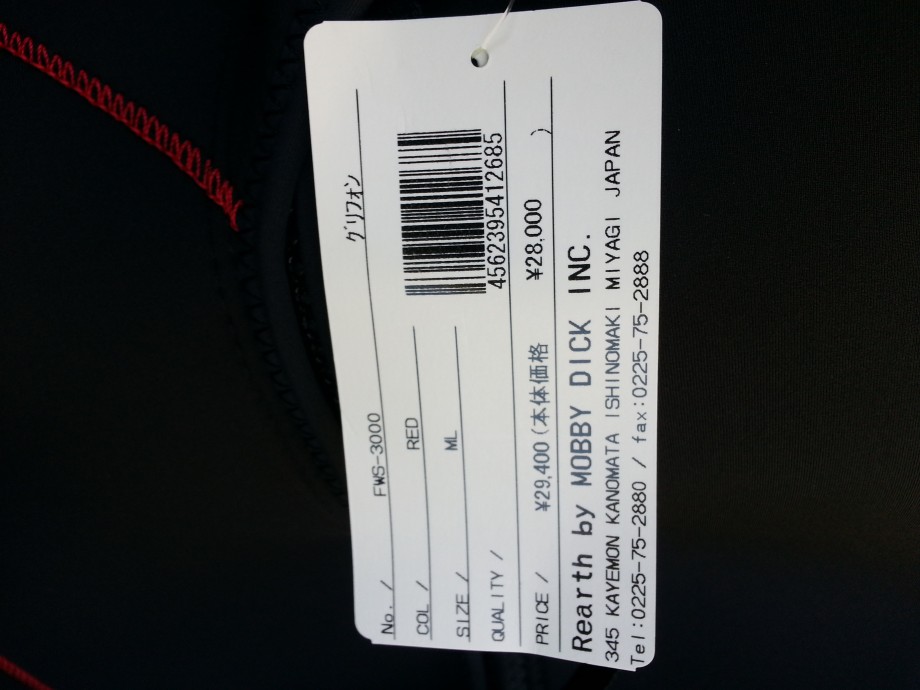 No. / FWS-3000 グリフォン
COL / RED
SIZE / ML
QUALITY / 4562395412685
PRICE / ¥29,400 (本体価格 ¥28,000 )
Rearth by MOBBY DICK INC.
345 KAYEMON KANOMATA ISHINOMAKI MIYAGI JAPAN
Tel:0225-75-2880 / fax:0225-75-2888